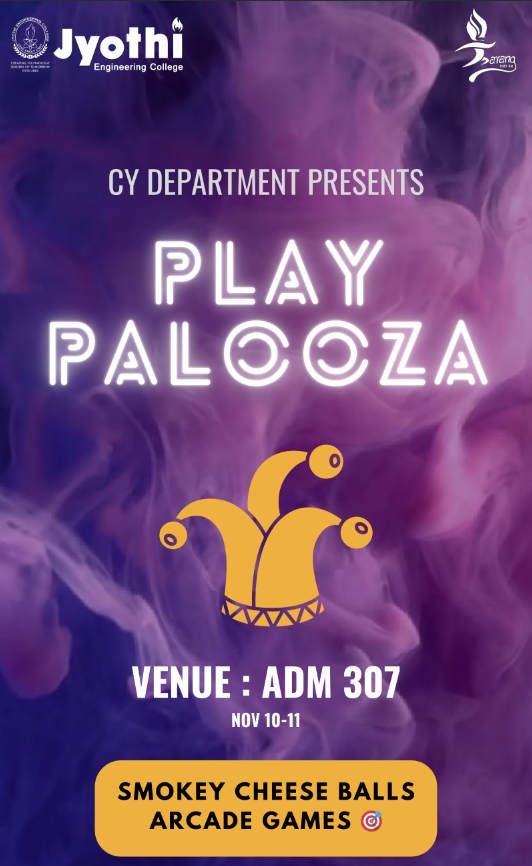 Jyothi
Engineering College
CY DEPARTMENT PRESENTS
PLAY
PALOOZA
VENUE : ADM 307
NOV 10-11
SMOKEY CHEESE BALLS
ARCADE GAMES 🎯